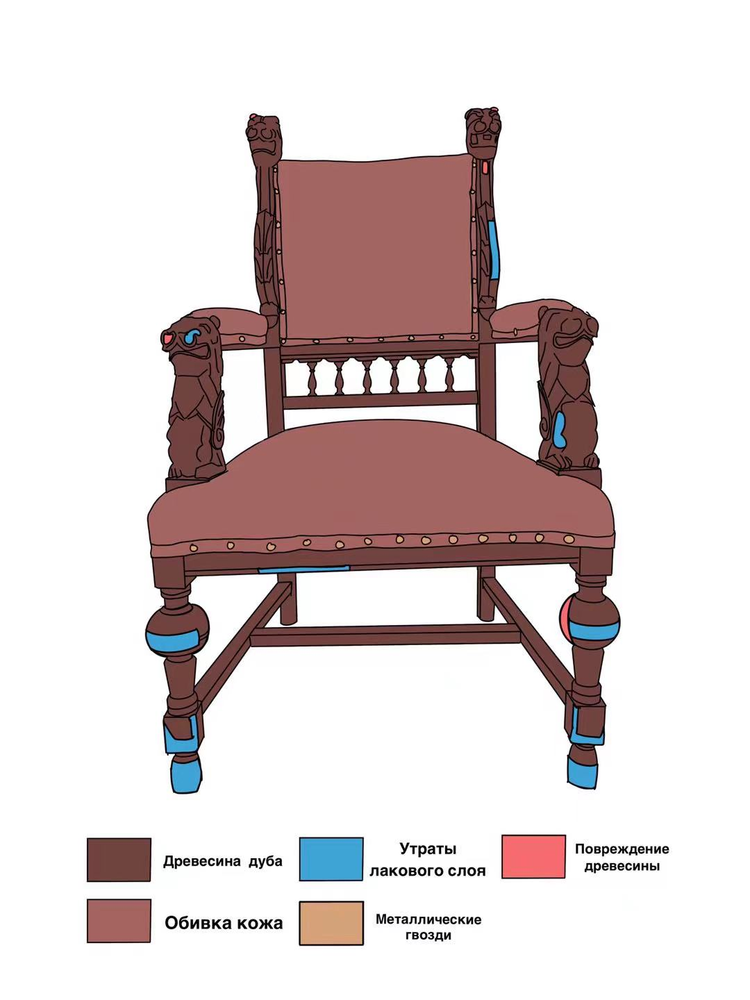 Древесина дуба
Утраты
лакового слоя
Повреждение
древесины
Обивка кожа
Металлические
гвозди